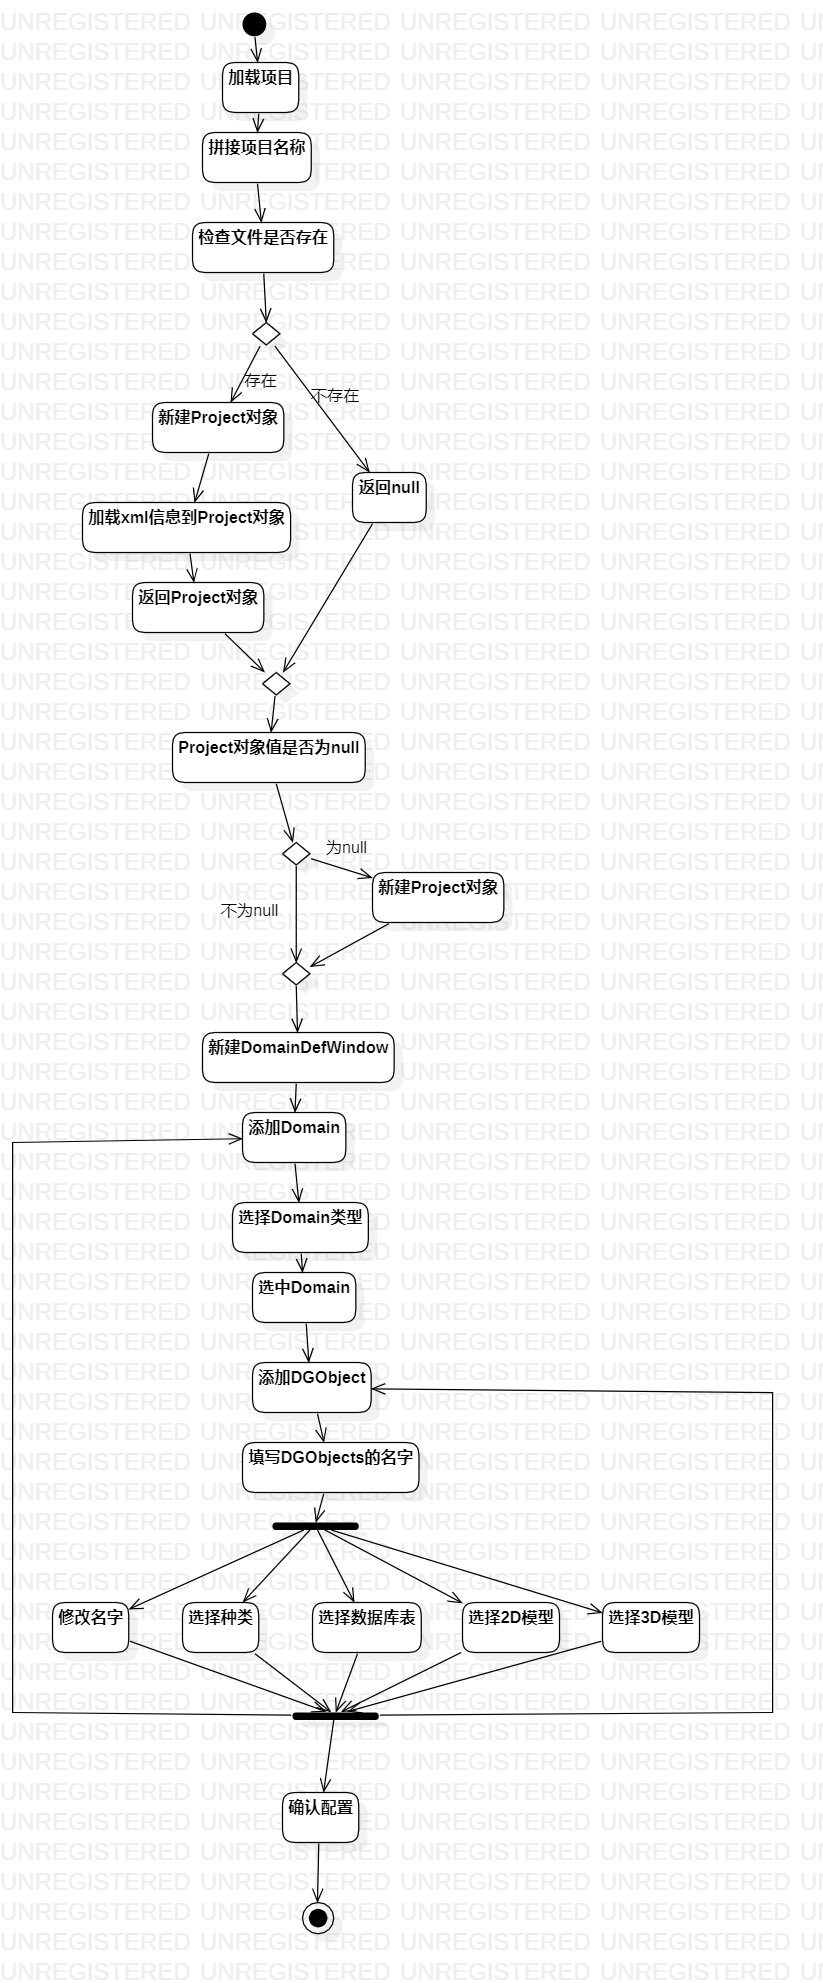 加载项目
拼接项目名称
检查文件是否存在
存在
不存在
新建Project对象
返回null
加载xml信息到Project对象
返回Project对象
Project对象值是否为null
为null
新建Project对象
不为null
新建DomainDefWindow
添加Domain
选择Domain类型
选中Domain
添加DGObject
填写DGObjects的名字
修改名字
选择种类
选择数据库表
选择2D模型
选择3D模型
确认配置